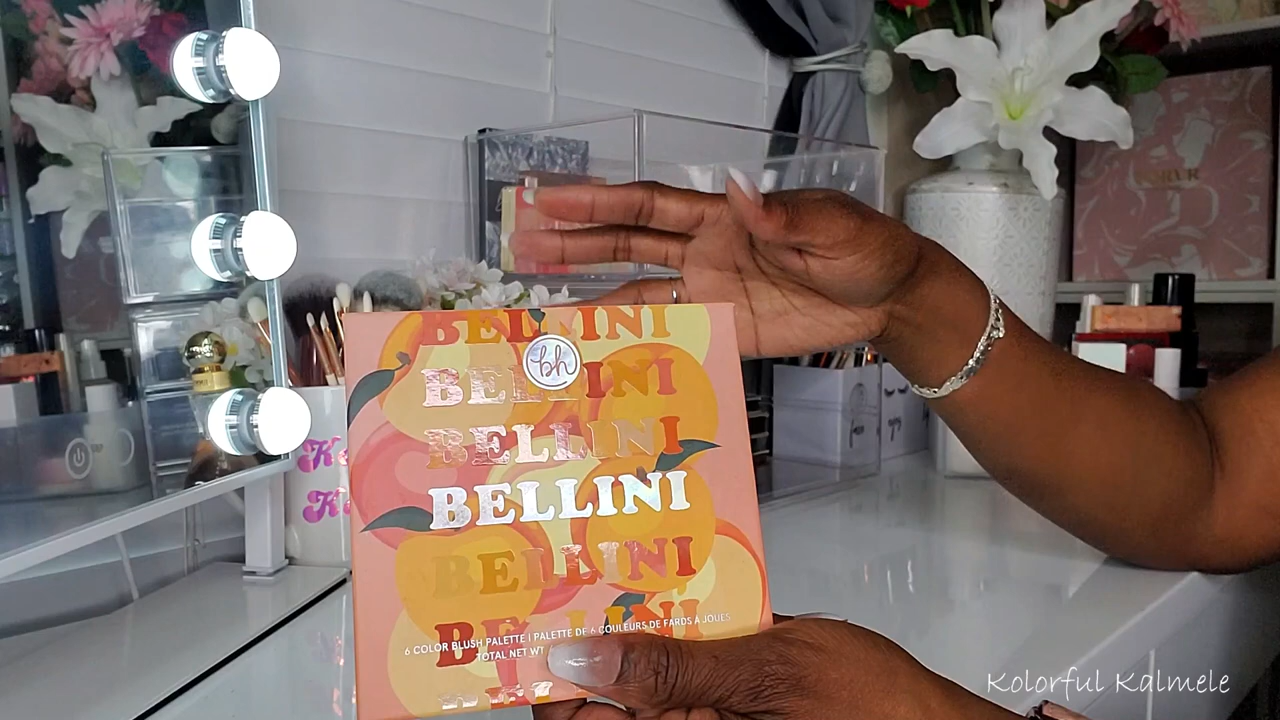 BELLINI
bh
BELLINI
BELLINI
BELLINI
BELLINI
BELLINI
6 COLOR BLUSH PALETTE | PALETTE DE 6 COULEURS DE FARDS À JOUES
TOTAL NET WT
Kolorful Kalmele